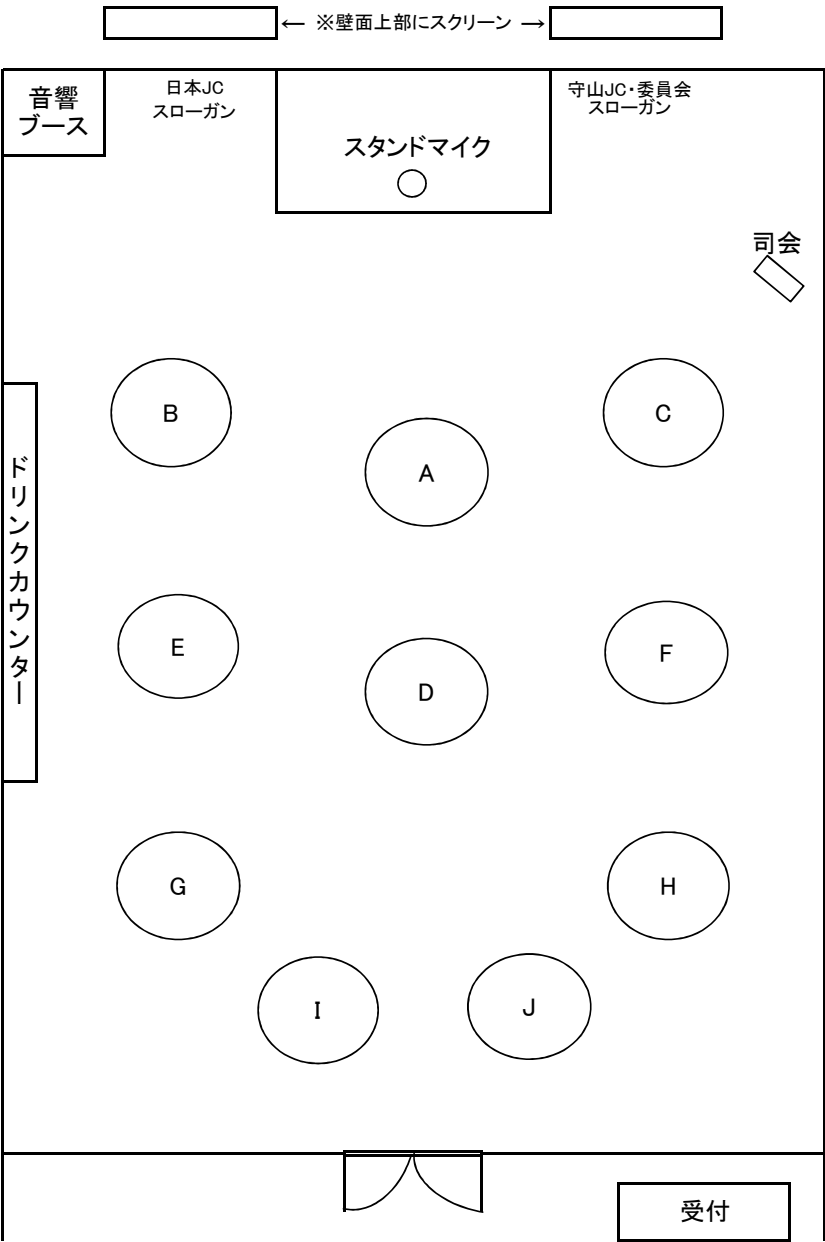 ← ※壁面上部にスクリーン →
音響
ブース
日本JC
スローガン
スタンドマイク
守山JC・委員会
スローガン
司会
B
C
A
ドリンクカウンター
E
F
D
G
H
I
J
受付